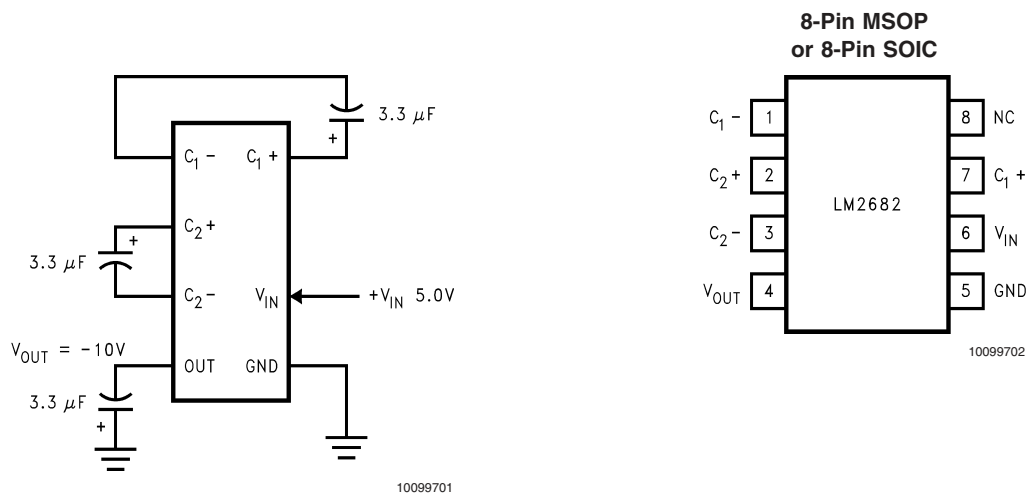 3.3 µF
+
C1 –
C1 +
C2 +
+
3.3 µF
C2 –
VIN
+VIN 5.0V
VOUT = –10V
OUT
GND
3.3 µF
+
10099701
8-Pin MSOP
or 8-Pin SOIC
C1 – 1
8 NC
C2 + 2
7 C1 +
LM2682
C2 – 3
6 VIN
VOUT 4
5 GND
10099702